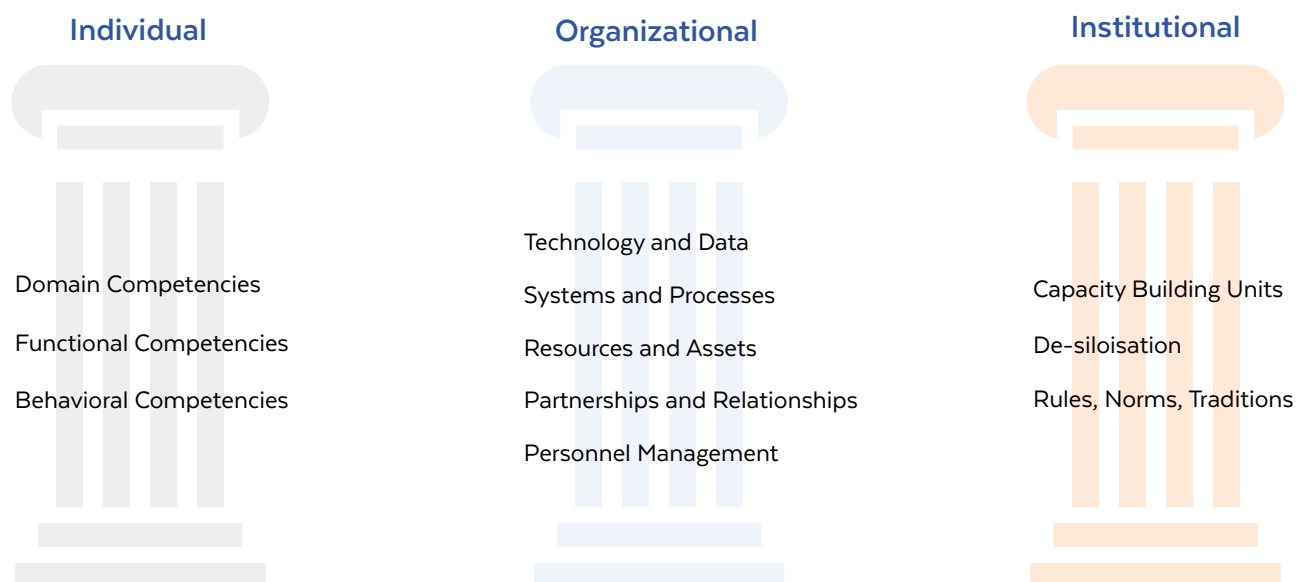 Individual
Domain Competencies
Functional Competencies
Behavioral Competencies
Organizational
Technology and Data
Systems and Processes
Resources and Assets
Partnerships and Relationships
Personnel Management
Institutional
Capacity Building Units
De-siloisation
Rules, Norms, Traditions